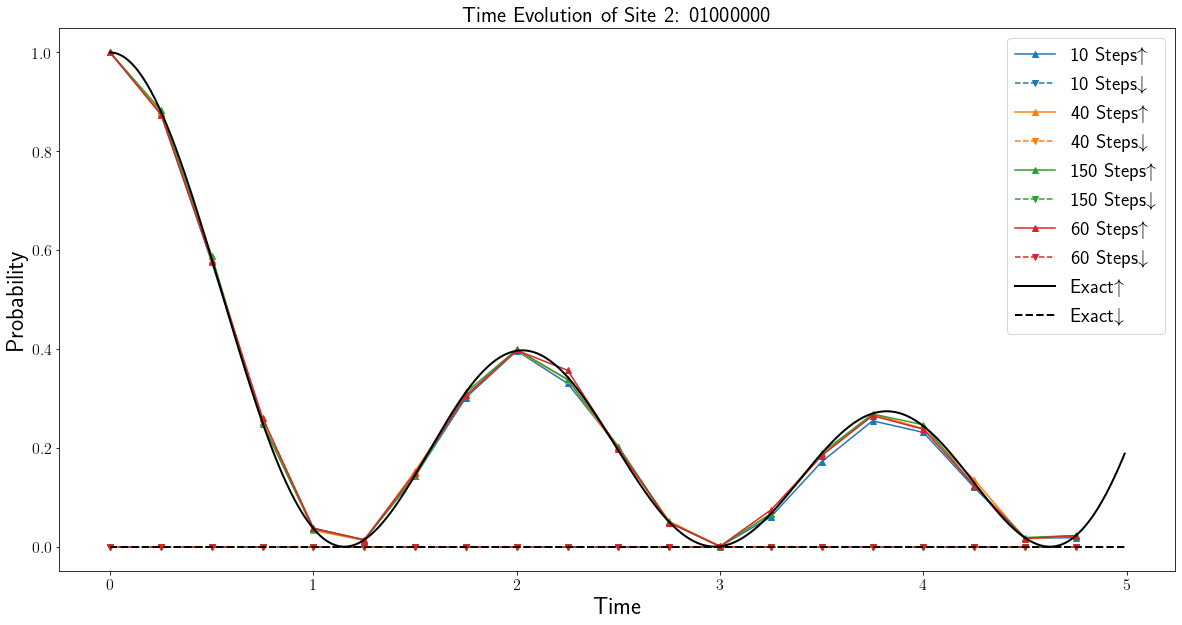 Time Evolution of Site 2: 01000000
Probability
1.0
0.8
0.6
0.4
0.2
0.0
0
1
2
3
4
5
Time
10 Steps↑
10 Steps↓
40 Steps↑
40 Steps↓
150 Steps↑
150 Steps↓
60 Steps↑
60 Steps↓
Exact↑
Exact↓